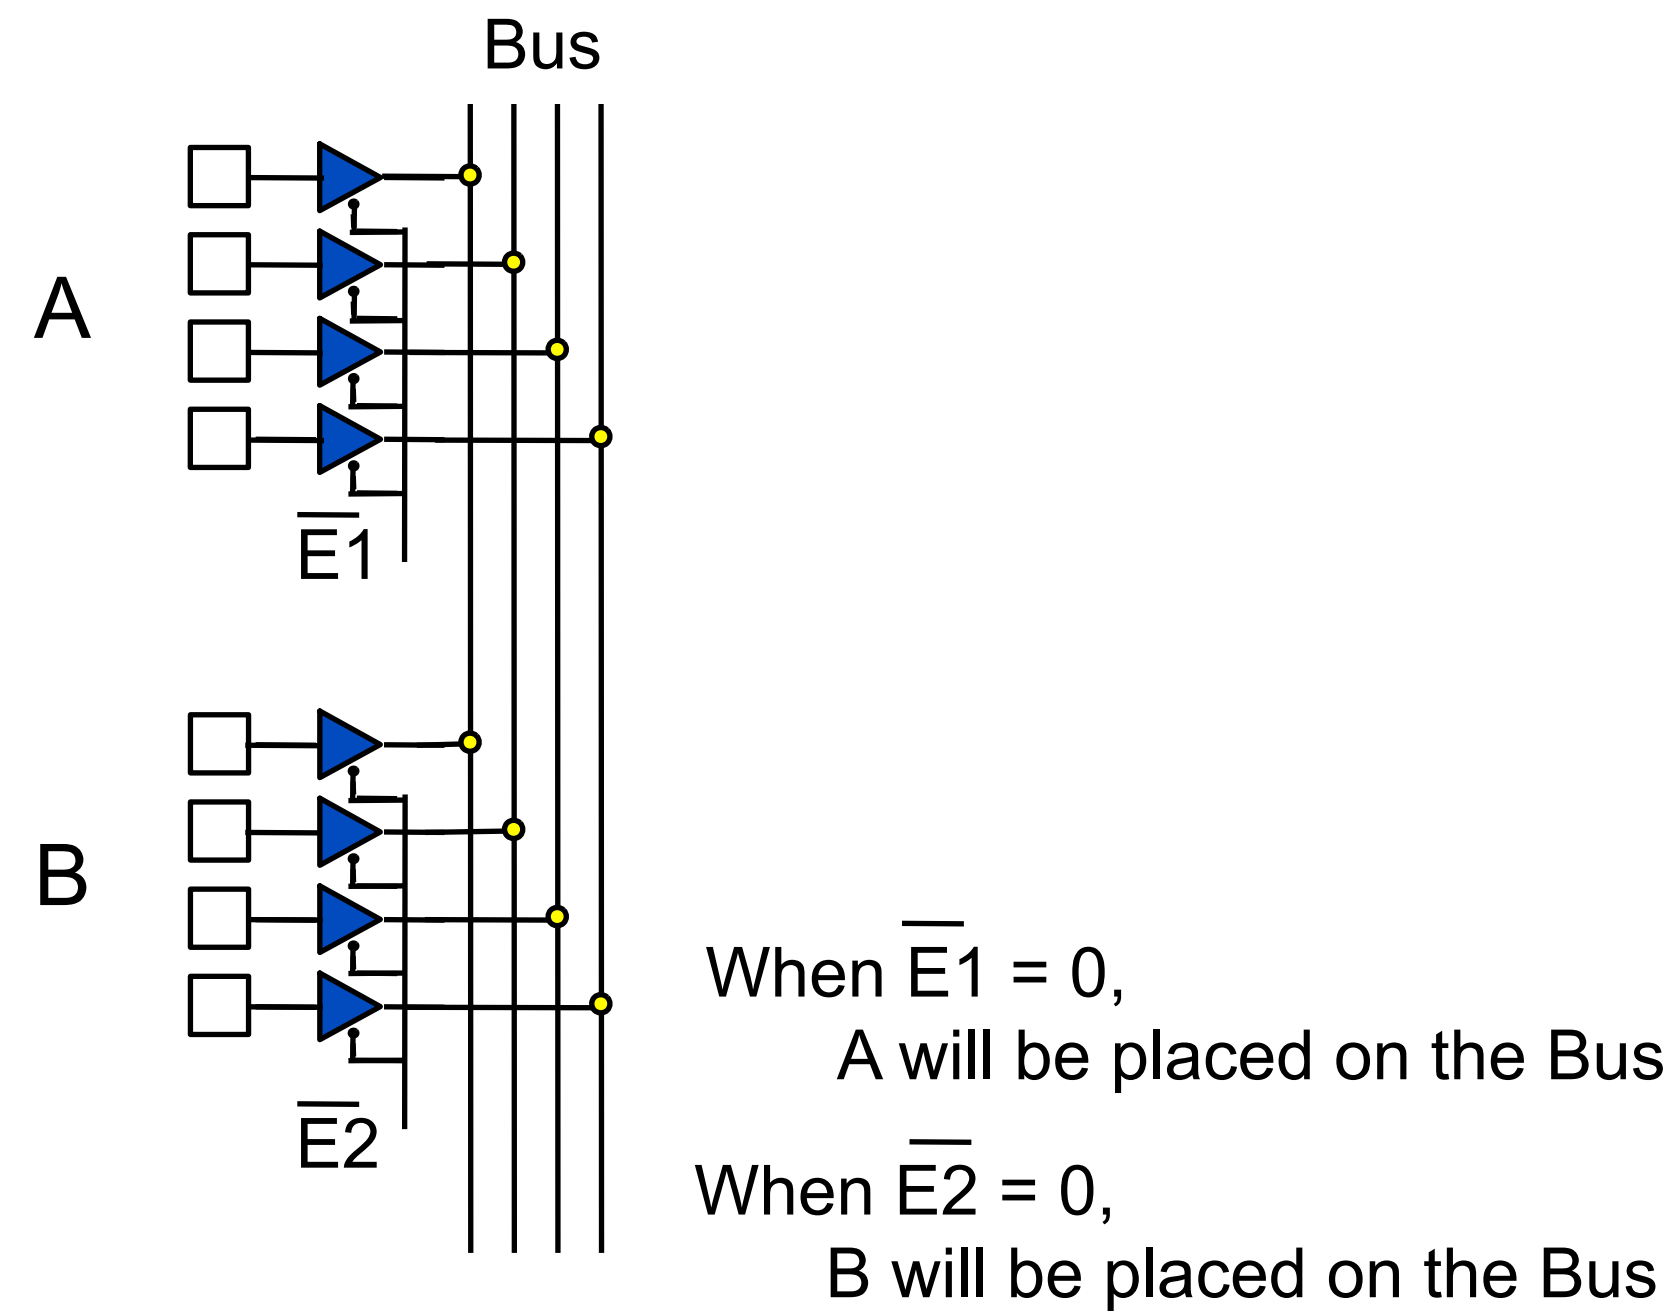 Bus
A
E1
B
E2
When E1 = 0,
A will be placed on the Bus
When E2 = 0,
B will be placed on the Bus